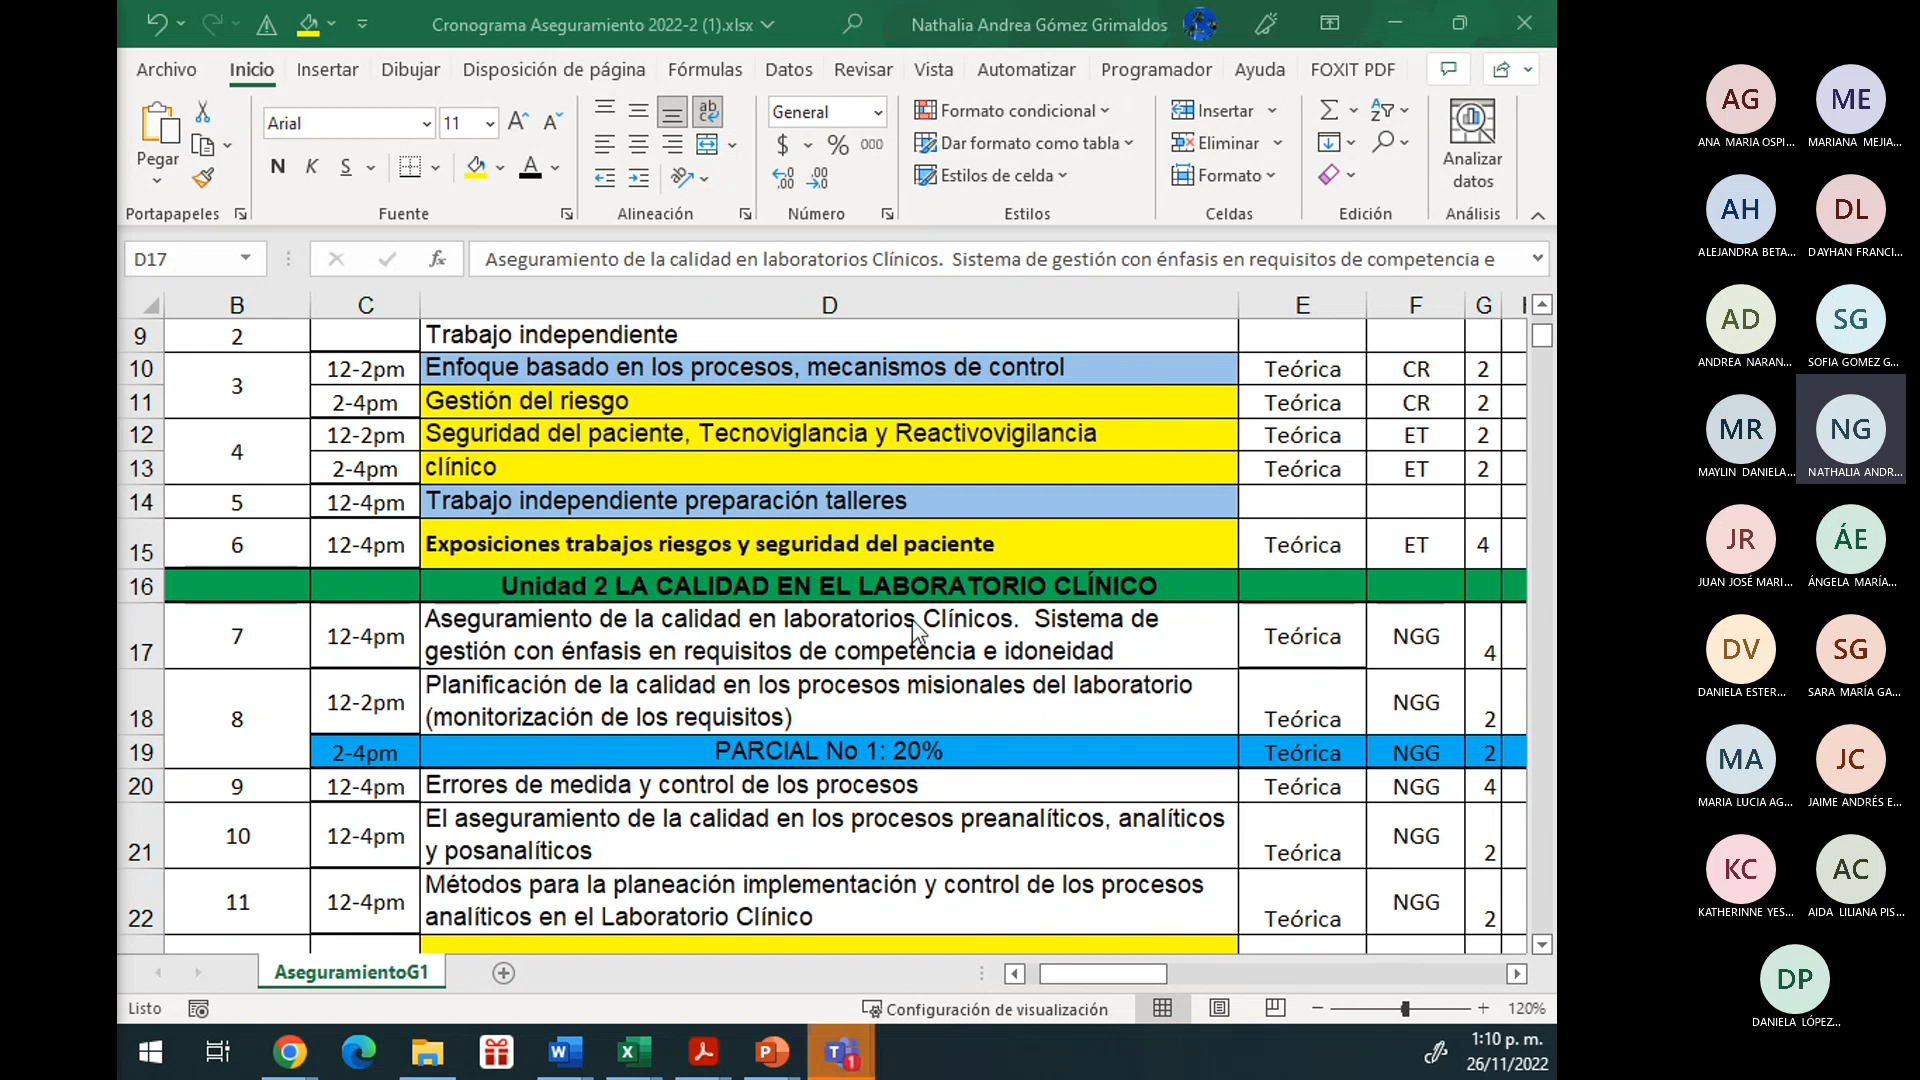 Cronograma Aseguramiento 2022-2 (1).xlsx
Nathalia Andrea Gómez Grimaldos
Archivo Inicio Insertar Dibujar Disposición de página Fórmulas Datos Revisar Vista Automatizar Programador Ayuda FOXIT PDF
Pegar
Arial 11
N K S
ab
General
$ % 000
Formato condicional
Dar formato como tabla
Estilos de celda
Insertar
Eliminar
Formato
Analizar datos
Portapapeles Fuente Alineación Número Estilos Celdas Edición Análisis
D17 fx Aseguramiento de la calidad en laboratorios Clínicos. Sistema de gestión con énfasis en requisitos de competencia e
B C D E F G
9 2 Trabajo independiente
10 3 12-2pm Enfoque basado en los procesos, mecanismos de control Teórica CR 2
11 2-4pm Gestión del riesgo Teórica CR 2
12 4 12-2pm Seguridad del paciente, Tecnoviglancia y Reactivovigilancia Teórica ET 2
13 2-4pm clínico Teórica ET 2
14 5 12-4pm Trabajo independiente preparación talleres
15 6 12-4pm Exposiciones trabajos riesgos y seguridad del paciente Teórica ET 4
16 Unidad 2 LA CALIDAD EN EL LABORATORIO CLÍNICO
17 7 12-4pm Aseguramiento de la calidad en laboratorios Clínicos. Sistema de
gestión con énfasis en requisitos de competencia e idoneidad Teórica NGG 4
18 8 12-2pm Planificación de la calidad en los procesos misionales del laboratorio
(monitorización de los requisitos) Teórica NGG 2
19 2-4pm PARCIAL No 1: 20% Teórica NGG 2
20 9 12-4pm Errores de medida y control de los procesos Teórica NGG 4
21 10 12-4pm El aseguramiento de la calidad en los procesos preanalíticos, analíticos
y posanalíticos Teórica NGG 2
22 11 12-4pm Métodos para la planeación implementación y control de los procesos
analíticos en el Laboratorio Clínico Teórica NGG 2
AseguramientoG1
Listo
Configuración de visualización
120%
1:10 p. m.
26/11/2022
AG ME
ANA MARIA OSPI... MARIANA MEJIA...
AH DL
ALEJANDRA BETA... DAYHAN FRANCI...
AD SG
ANDREA NARAN... SOFIA GOMEZ G...
MR NG
MAYLIN DANIELA... NATHALIA ANDR...
JR ÁE
JUAN JOSÉ MARI... ÁNGELA MARÍA...
DV SG
DANIELA ESTER... SARA MARÍA GA...
MA JC
MARIA LUCIA AG... JAIME ANDRÉS E...
KC AC
KATHERINNE YES... AIDA LILIANA PIS...
DP
DANIELA LÓPEZ...